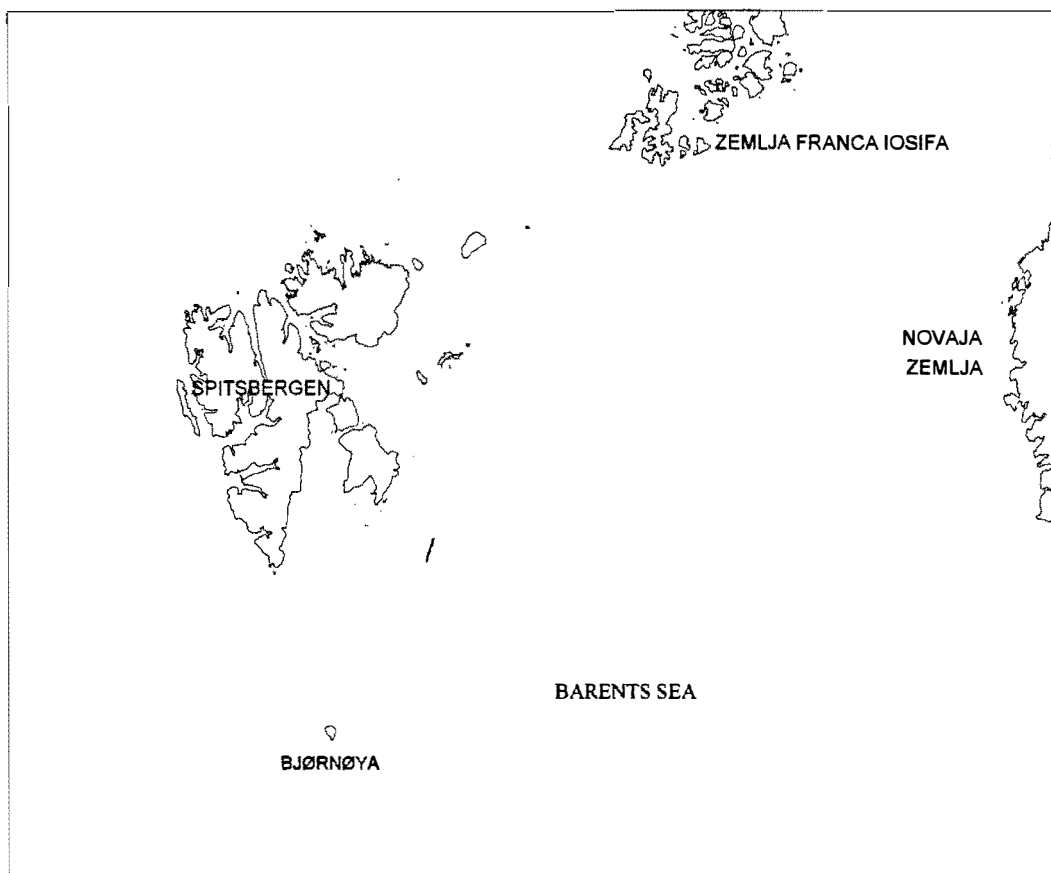 ZEMLJA FRANCA IOSIFA
NOVAJA
ZEMLJA
SPITSBERGEN
BARENTS SEA
BJØRNØYA